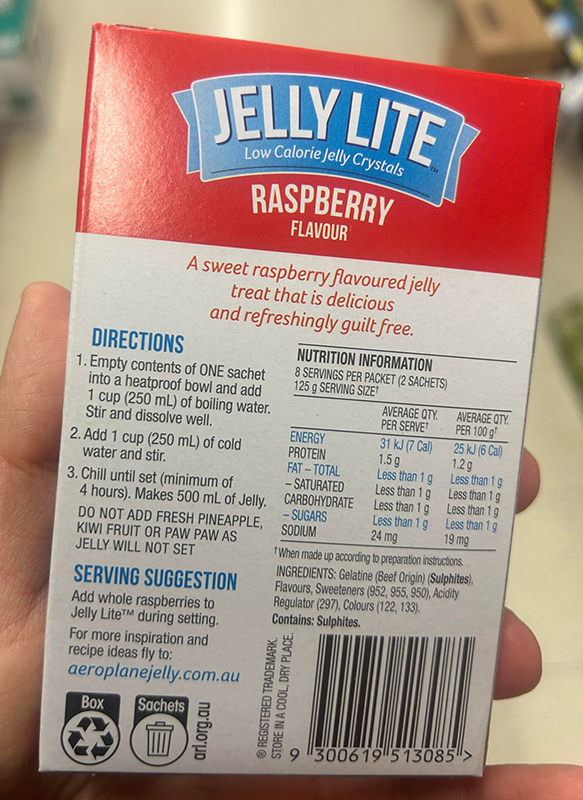 JELLY LITE™
Low Calorie Jelly Crystals
RASPBERRY
FLAVOUR
A sweet raspberry flavoured jelly
treat that is delicious
and refreshingly guilt free.
DIRECTIONS
1. Empty contents of ONE sachet
into a heatproof bowl and add
1 cup (250 mL) of boiling water.
Stir and dissolve well.
2. Add 1 cup (250 mL) of cold
water and stir.
3. Chill until set (minimum of
4 hours). Makes 500 mL of Jelly.
DO NOT ADD FRESH PINEAPPLE,
KIWI FRUIT OR PAW PAW AS
JELLY WILL NOT SET
SERVING SUGGESTION
Add whole raspberries to
Jelly Lite™ during setting.
For more inspiration and
recipe ideas fly to:
aeroplanejelly.com.au
Box
Sachets
arl.org.au
NUTRITION INFORMATION
8 SERVINGS PER PACKET (2 SACHETS)
125 g SERVING SIZE†
AVERAGE QTY. AVERAGE QTY.
PER SERVE† PER 100 g†
ENERGY 31 kJ (7 Cal) 25 kJ (6 Cal)
PROTEIN 1.5 g 1.2 g
FAT – TOTAL Less than 1 g Less than 1 g
– SATURATED Less than 1 g Less than 1 g
CARBOHYDRATE Less than 1 g Less than 1 g
– SUGARS Less than 1 g Less than 1 g
SODIUM 24 mg 19 mg
†When made up according to preparation instructions.
INGREDIENTS: Gelatine (Beef Origin) (Sulphites),
Flavours, Sweeteners (952, 955, 950), Acidity
Regulator (297), Colours (122, 133).
Contains: Sulphites.
® REGISTERED TRADEMARK.
STORE IN A COOL, DRY PLACE.
9 300619 513085 >